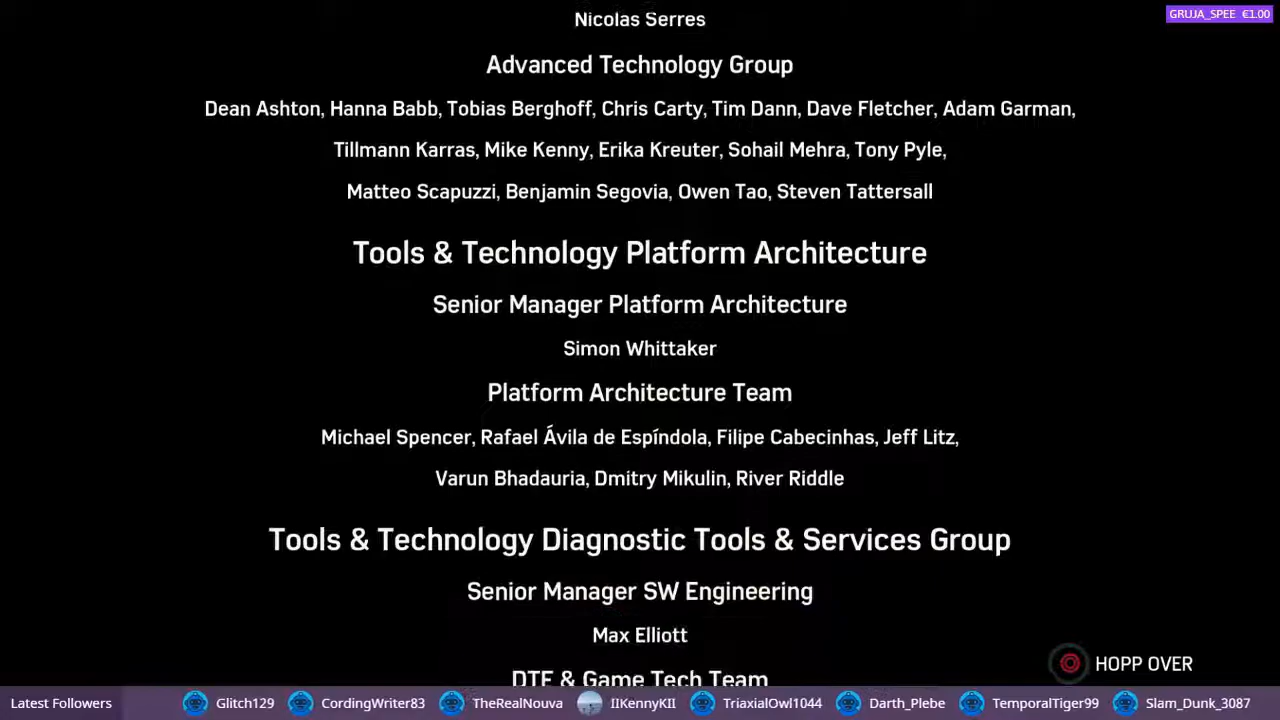 Nicolas Serres
GRUJA_SPEE €1.00
Advanced Technology Group
Dean Ashton, Hanna Babb, Tobias Berghoff, Chris Carty, Tim Dann, Dave Fletcher, Adam Garman,
Tillmann Karras, Mike Kenny, Erika Kreuter, Sohail Mehra, Tony Pyle,
Matteo Scapuzzi, Benjamin Segovia, Owen Tao, Steven Tattersall
Tools & Technology Platform Architecture
Senior Manager Platform Architecture
Simon Whittaker
Platform Architecture Team
Michael Spencer, Rafael Ávila de Espíndola, Filipe Cabecinhas, Jeff Litz,
Varun Bhadauria, Dmitry Mikulin, River Riddle
Tools & Technology Diagnostic Tools & Services Group
Senior Manager SW Engineering
Max Elliott
HOPP OVER
DTE & Game Tech Team
Latest Followers Glitch129 CordingWriter83 TheRealNouva IIKennyKII TriaxialOwl1044 Darth_Plebe TemporalTiger99 Slam_Dunk_3087